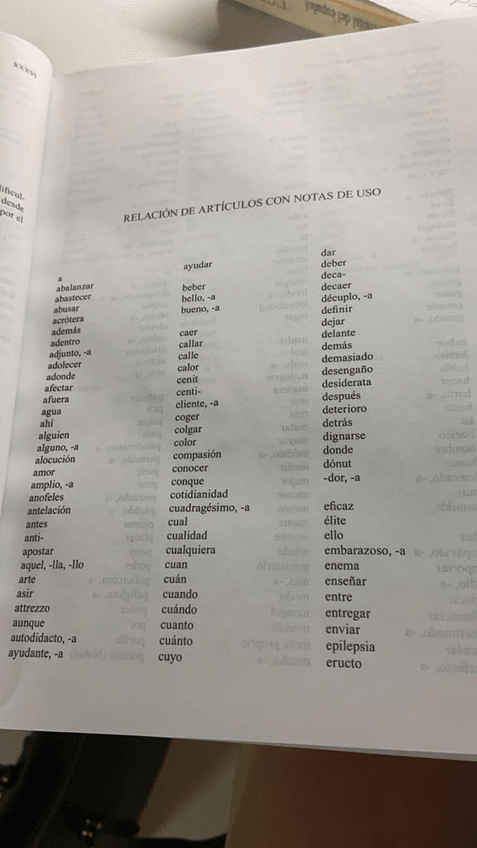 XXXVI
ificul-
desde
por el
RELACIÓN DE ARTÍCULOS CON NOTAS DE USO
a
abalanzar
abastecer
abusar
acrótera
además
adentro
adjunto, -a
adolecer
adonde
afectar
afuera
agua
ahí
alguien
alguno, -a
alocución
amor
amplio, -a
anofeles
antelación
antes
anti-
apostar
aquel, -lla, -llo
arte
asir
attrezzo
aunque
autodidacto, -a
ayudante, -a
ayudar
beber
bello, -a
bueno, -a
caer
callar
calle
calor
cenit
centi-
cliente, -a
coger
colgar
color
compasión
conocer
conque
cotidianidad
cuadragésimo, -a
cual
cualidad
cualquiera
cuan
cuán
cuando
cuándo
cuanto
cuánto
cuyo
dar
deber
deca-
decaer
décuplo, -a
definir
dejar
delante
demás
demasiado
desengaño
desiderata
después
deterioro
detrás
dignarse
donde
dónut
-dor, -a
eficaz
élite
ello
embarazoso, -a
enema
enseñar
entre
entregar
enviar
epilepsia
eructo